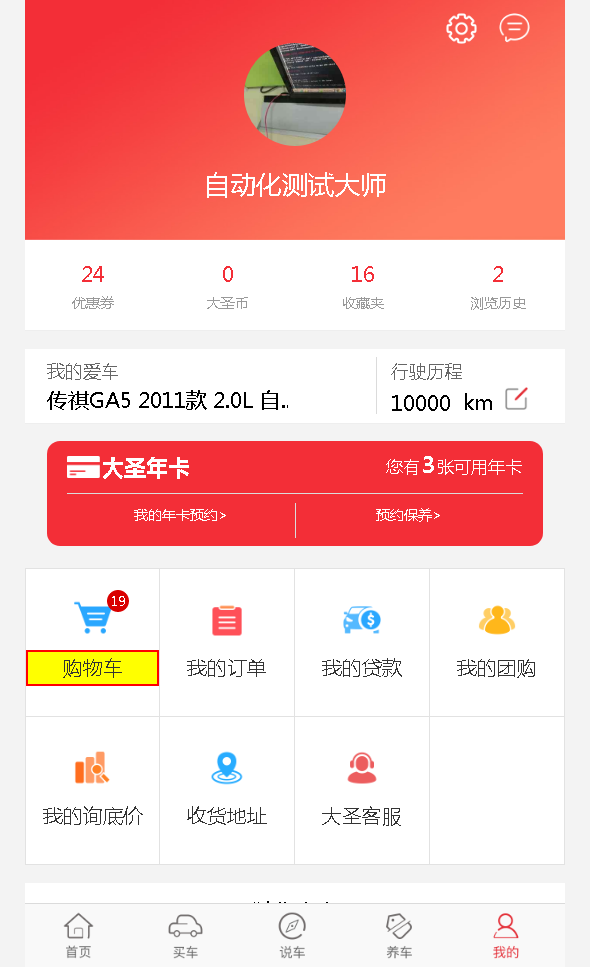 自动化测试大师
24 0 16 2
优惠券 大圣币 收藏夹 浏览历史
我的爱车 行驶历程
传祺GA5 2011款 2.0L 自.. 10000 km
大圣年卡 您有3张可用年卡
我的年卡预约> 预约保养>
19
购物车 我的订单 我的贷款 我的团购
我的询底价 收货地址 大圣客服
首页 买车 说车 养车 我的